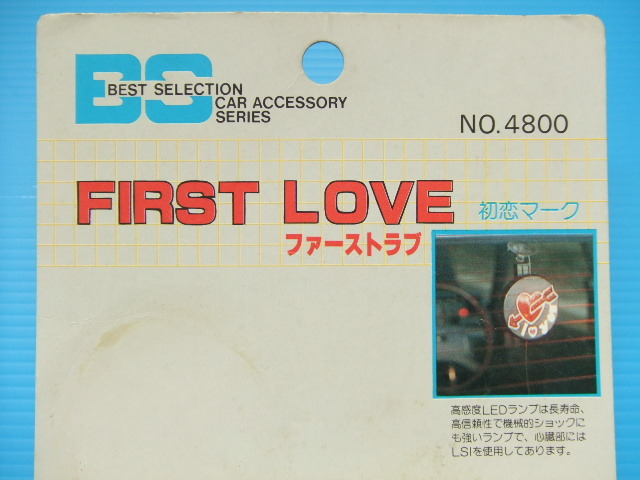 BS
BEST SELECTION
CAR ACCESSORY
SERIES
NO.4800
FIRST LOVE
初恋マーク
ファーストラブ
I
you
高感度LEDランプは長寿命、
高信頼性で機械的ショックに
も強いランプで、心臓部には
LSIを使用してあります。